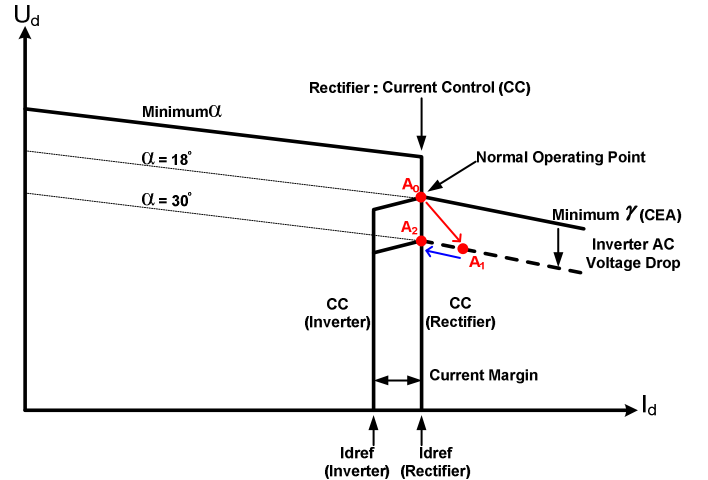 Ud
Rectifier : Current Control (CC)
Minimum α
α = 18°
Normal Operating Point
α = 30°
A0
Minimum γ (CEA)
A2
Inverter AC
Voltage Drop
A1
CC
(Inverter)
CC
(Rectifier)
Current Margin
Id
Idref
(Inverter)
Idref
(Rectifier)